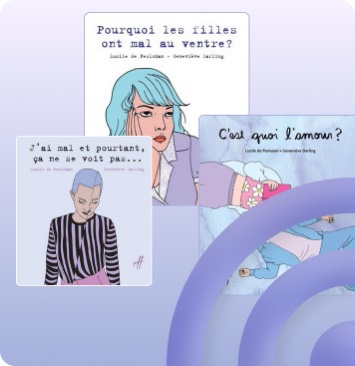 Pourquoi les filles
ont mal au ventre?
Lucile de Pesloüan - Geneviève Darling
C'est quoi l'amour?
Lucile de Pesloüan • Geneviève Darling
J'ai mal et pourtant,
ça ne se voit pas...
Lucile de Pesloüan Geneviève Darling